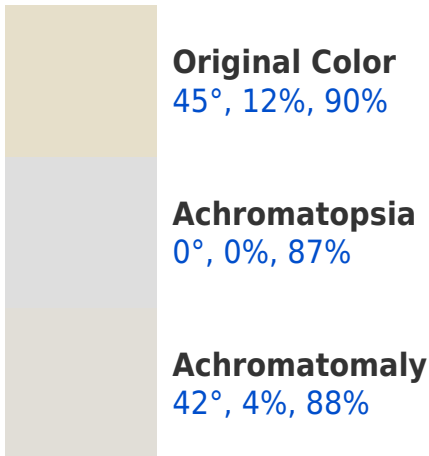 Original Color
45°, 12%, 90%
Achromatopsia
0°, 0%, 87%
Achromatomaly
42°, 4%, 88%